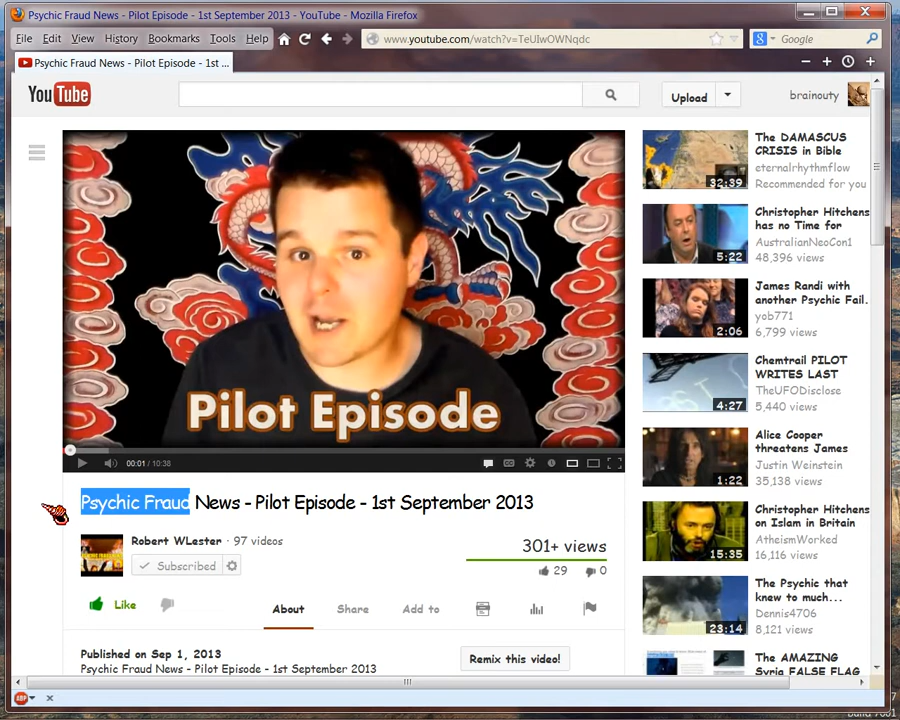 Psychic Fraud News - Pilot Episode - 1st September 2013 - YouTube - Mozilla Firefox
File Edit View History Bookmarks Tools Help
www.youtube.com/watch?v=TeUIwOWNqdc
Google
Psychic Fraud News - Pilot Episode - 1st ...
YouTube
Upload
brainouty
Pilot Episode
00:01 / 10:38
Psychic Fraud News - Pilot Episode - 1st September 2013
Robert WLester · 97 videos
Subscribed
301+ views
29 0
Like
About Share Add to
Published on Sep 1, 2013
Psychic Fraud News - Pilot Episode - 1st September 2013
Remix this video!
The DAMASCUS
CRISIS in Bible
eternalrhythmflow
Recommended for you
32:39
Christopher Hitchens
has no Time for
AustralianNeoCon1
48,396 views
5:22
James Randi with
another Psychic Fail.
yob771
6,799 views
2:06
Chemtrail PILOT
WRITES LAST
TheUFODisclose
5,440 views
4:27
Alice Cooper
threatens James
Justin Weinstein
35,138 views
1:22
Christopher Hitchens
on Islam in Britain
AtheismWorked
16,116 views
15:35
The Psychic that
knew to much...
Dennis4706
8,121 views
23:14
The AMAZING
Syria FALSE FLAG
ABP